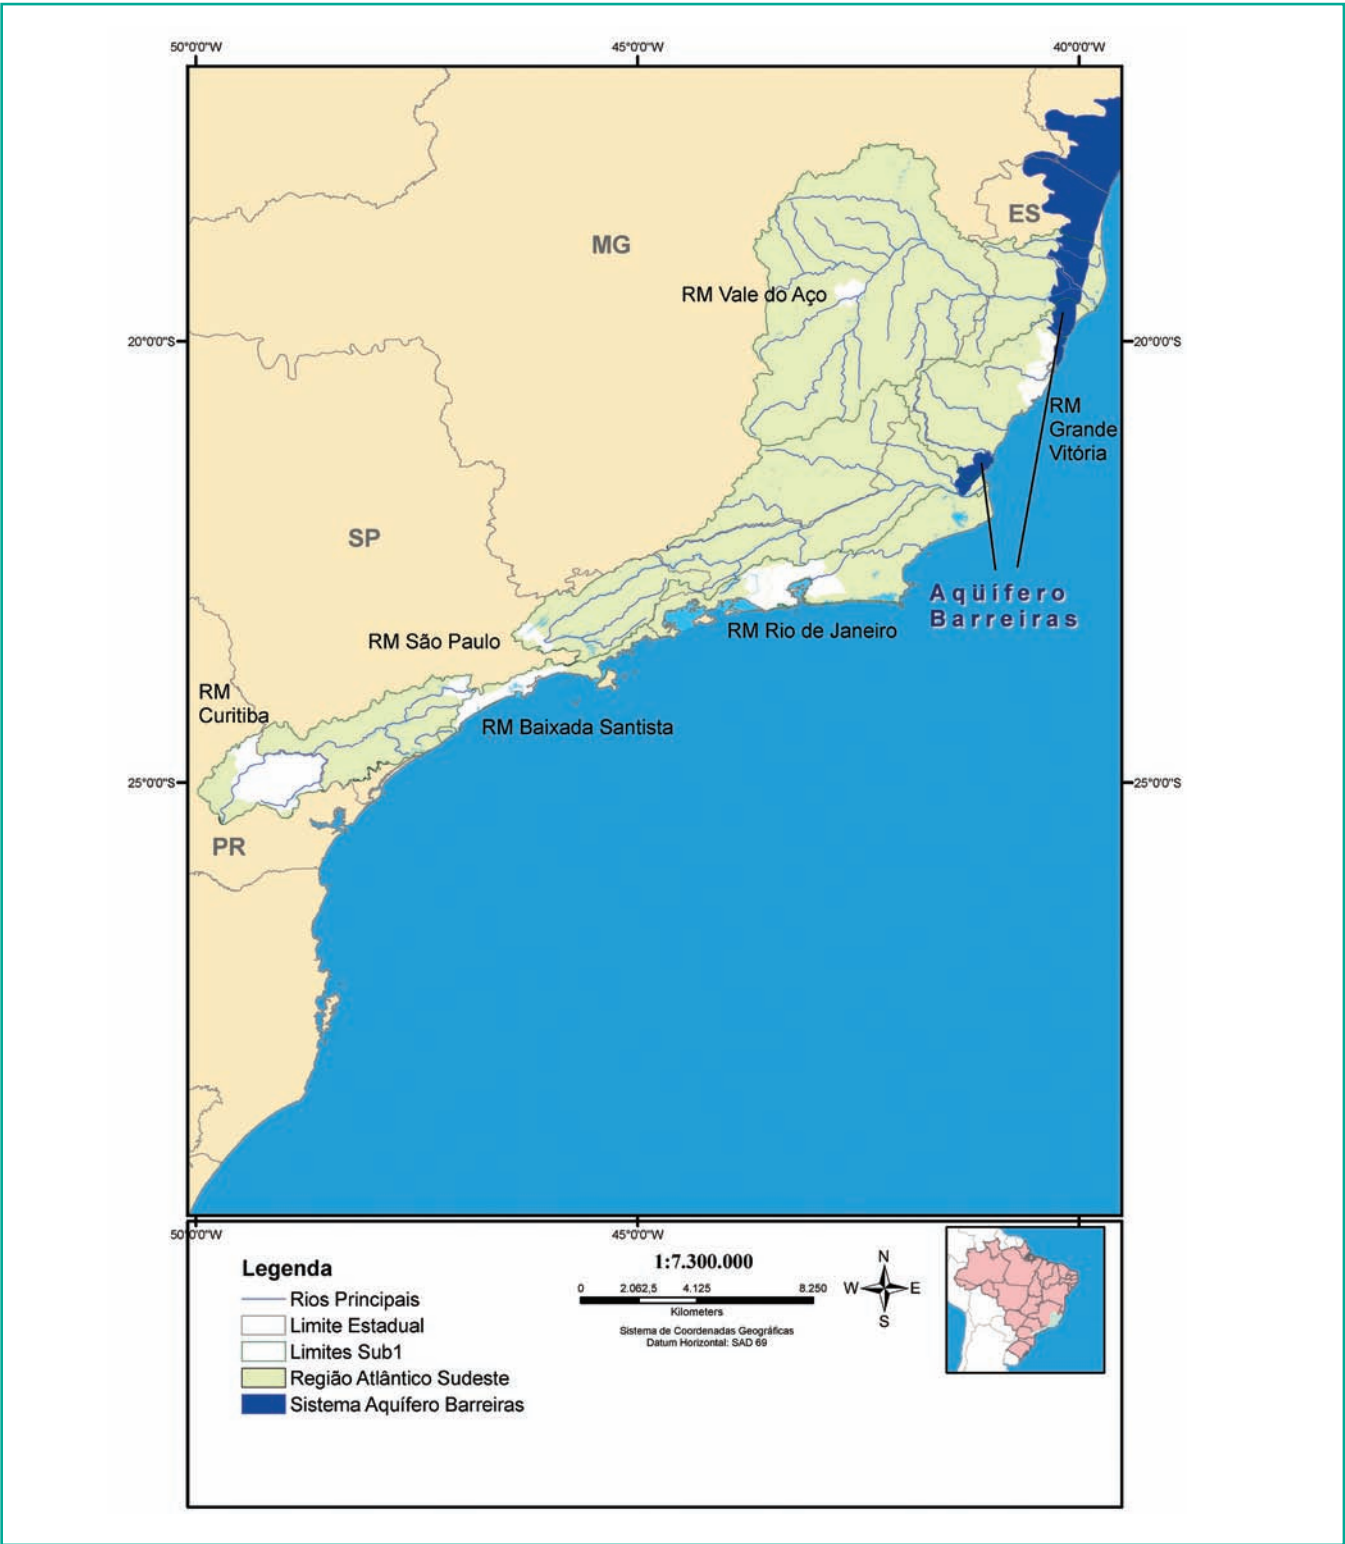 50°0'0"W 45°0'0"W 40°0'0"W
ES
MG
RM Vale do Aço
20°0'0"S 20°0'0"S
RM
Grande
Vitória
SP
Aqüífero
Barreiras
RM Rio de Janeiro
RM São Paulo
RM
Curitiba
RM Baixada Santista
25°0'0"S 25°0'0"S
PR
50°0'0"W 45°0'0"W
Legenda
Rios Principais
Limite Estadual
Limites Sub1
Região Atlântico Sudeste
Sistema Aquífero Barreiras
1:7.300.000
0 2.062,5 4.125 8.250
Kilometers
Sistema de Coordenadas Geográficas
Datum Horizontal: SAD 69
N
W E
S